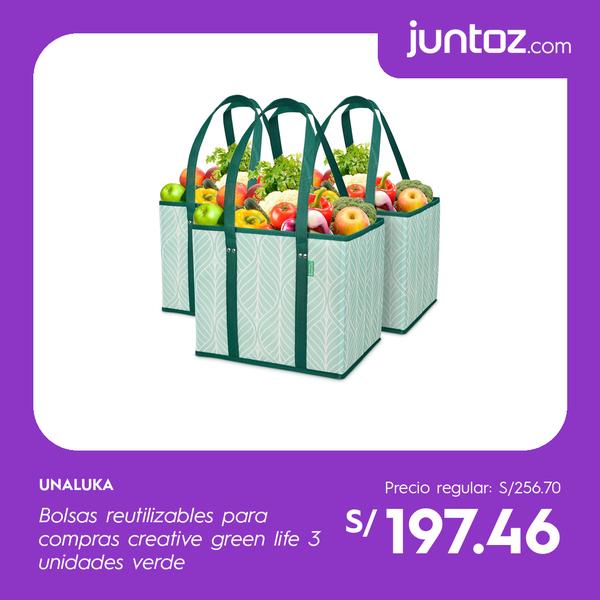 juntoz.com
UNALUKA
Bolsas reutilizables para
compras creative green life 3
unidades verde
Precio regular: S/256.70
S/197.46